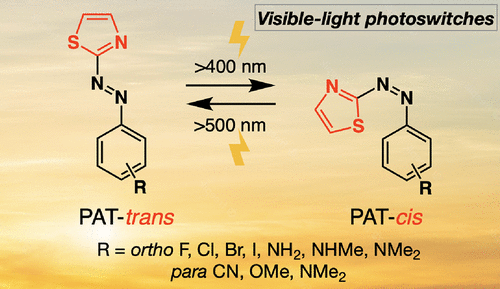 Visible-light photoswitches
S
N
N
N
R
>400 nm
>500 nm
N
S
N
N
R
PAT-trans
PAT-cis
R = ortho F, Cl, Br, I, NH₂, NHMe, NMe₂
para CN, OMe, NMe₂